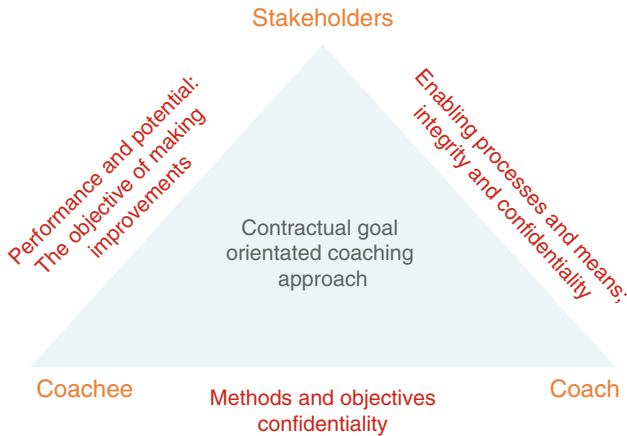 Stakeholders
Performance and potential:
The objective of making
improvements
Enabling processes and means;
integrity and confidentiality
Contractual goal
orientated coaching
approach
Coachee
Methods and objectives
confidentiality
Coach